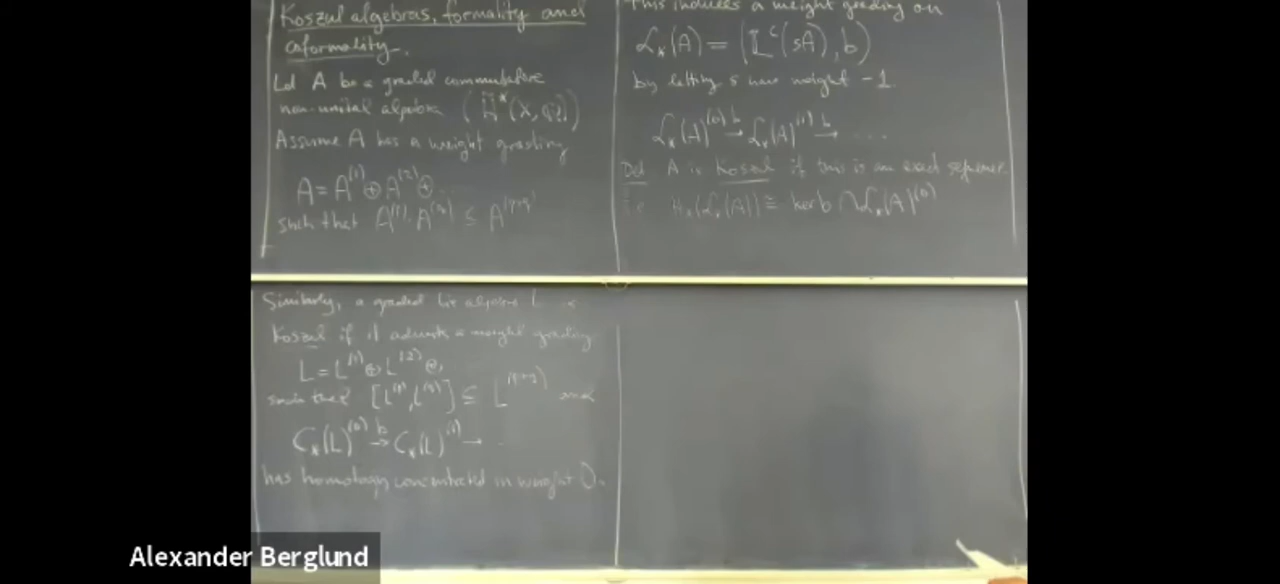 Koszul algebras, formality and
coformality.
Let A be a graded commutative
non-unital algebra (H̃*(X,Q))
Assume A has a weight grading
A = A^(1) ⊕ A^(2) ⊕
such that A^(p) · A^(q) ⊆ A^(p+q)
This induces a weight grading on
𝓛_*(A) = (𝕃^c(sA), b)
by letting s have weight -1.
𝓛_*(A)^(0) →^b 𝓛_*(A)^(1) →^b ...
Def A is Koszul if this is an exact sequence
H_*(𝓛_*(A)) ≅ ker b ∩ 𝓛_*(A)^(0)
Similarly, a graded Lie algebra L is
Koszul if it admits a weight grading
L = L^(1) ⊕ L^(2) ⊕
such that [L^(p), L^(q)] ⊆ L^(p+q) and
C_*(L)^(0) →^b C_*(L)^(1) → ...
has homology concentrated in weight 0.
Alexander Berglund